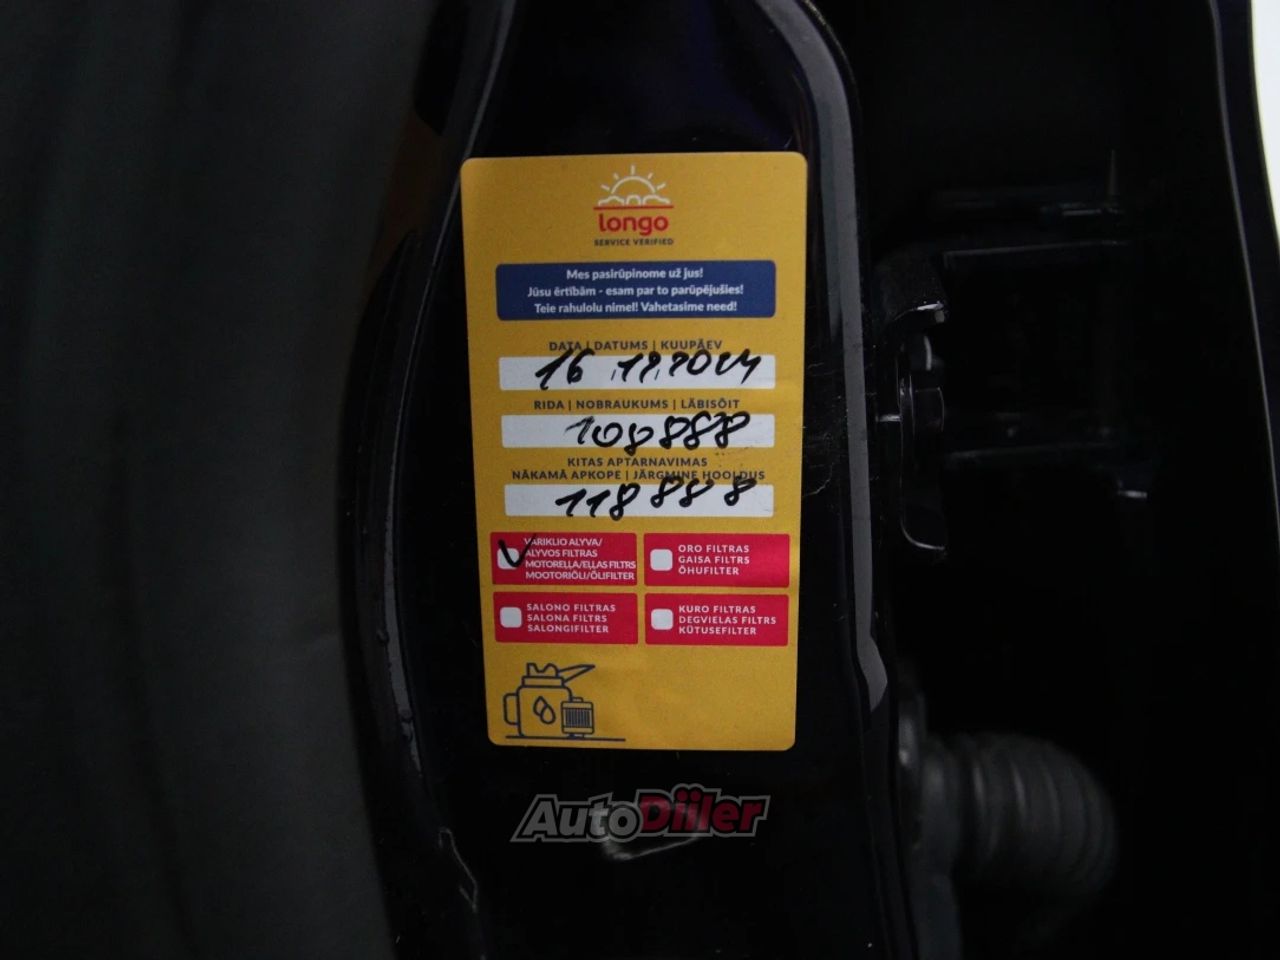 longo
SERVICE VERIFIED
Mes pasirūpinome už jus!
Jūsu ērtībām - esam par to parūpējušies!
Teie rahulolu nimel! Vahetasime need!
DATA | DATUMS | KUUPÄEV
16.12.2024
RIDA | NOBRAUKUMS | LÄBISÕIT
108888
KITAS APTARNAVIMAS
NĀKAMĀ APKOPE | JÄRGMINE HOOLDUS
118888
VARIKLIO ALYVA/
ALYVOS FILTRAS
MOTOREĻĻA/EĻĻAS FILTRS
MOOTORIÕLI/ÕLIFILTER
ORO FILTRAS
GAISA FILTRS
ÕHUFILTER
SALONO FILTRAS
SALONA FILTRS
SALONGIFILTER
KURO FILTRAS
DEGVIELAS FILTRS
KÜTUSEFILTER
AutoDiiler